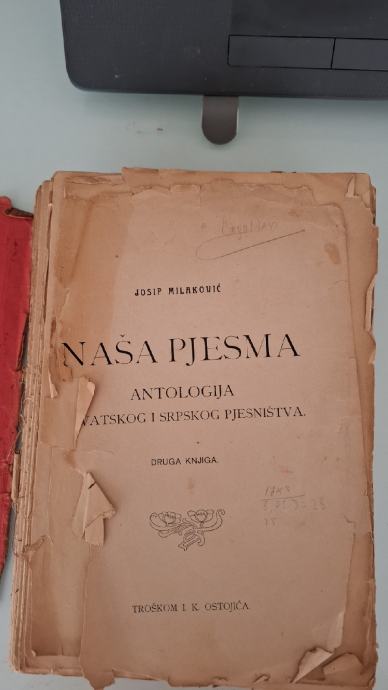 JOSIP MILAKOVIĆ
NAŠA PJESMA
ANTOLOGIJA
VATSKOG I SRPSKOG PJESNIŠTVA.
DRUGA KNJIGA.
TROŠKOM I. K. OSTOJIĆA.